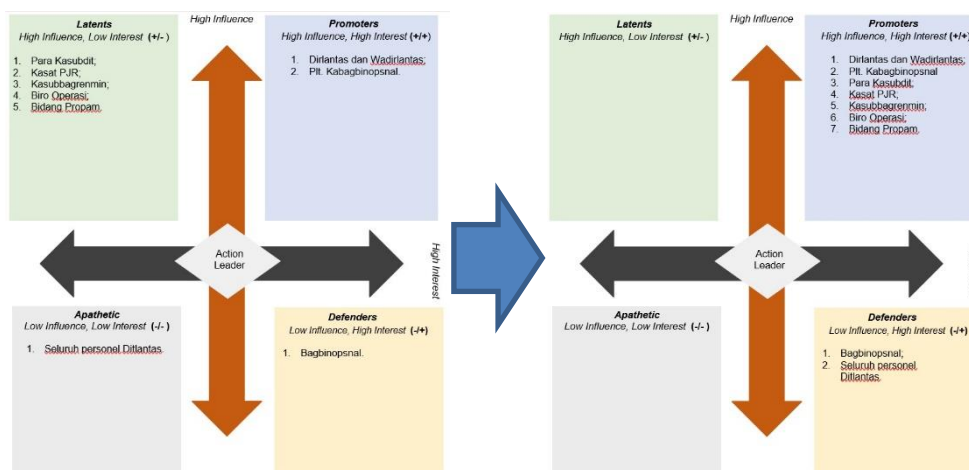 Latents
High Influence, Low Interest (+/- )
1. Para Kasubdit;
2. Kasat PJR;
3. Kasubbagrenmin;
4. Biro Operasi;
5. Bidang Propam.
High Influence
Promoters
High Influence, High Interest (+/+)
1. Dirlantas dan Wadirlantas;
2. Plt. Kabagbinopsnal.
Action
Leader
High Interest
Apathetic
Low Influence, Low Interest (-/- )
1. Seluruh personel Ditlantas.
Defenders
Low Influence, High Interest (-/+)
1. Bagbinopsnal.
Latents
High Influence, Low Interest (+/- )
High Influence
Promoters
High Influence, High Interest (+/+)
1. Dirlantas dan Wadirlantas;
2. Plt. Kabagbinopsnal
3. Para Kasubdit;
4. Kasat PJR;
5. Kasubbagrenmin;
6. Biro Operasi;
7. Bidang Propam.
Action
Leader
Apathetic
Low Influence, Low Interest (-/- )
Defenders
Low Influence, High Interest (-/+)
1. Bagbinopsnal;
2. Seluruh personel
Ditlantas.